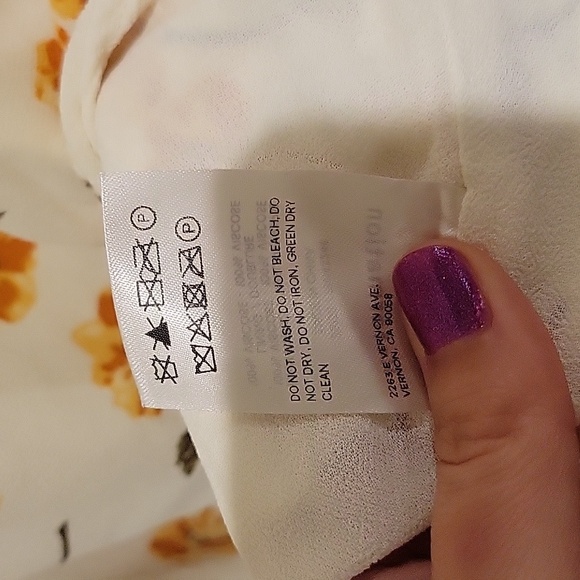 P
P
DO NOT WASH, DO NOT BLEACH, DO
NOT DRY, DO NOT IRON, GREEN DRY
CLEAN
2263 E VERNON AVE.
VERNON, CA 90058